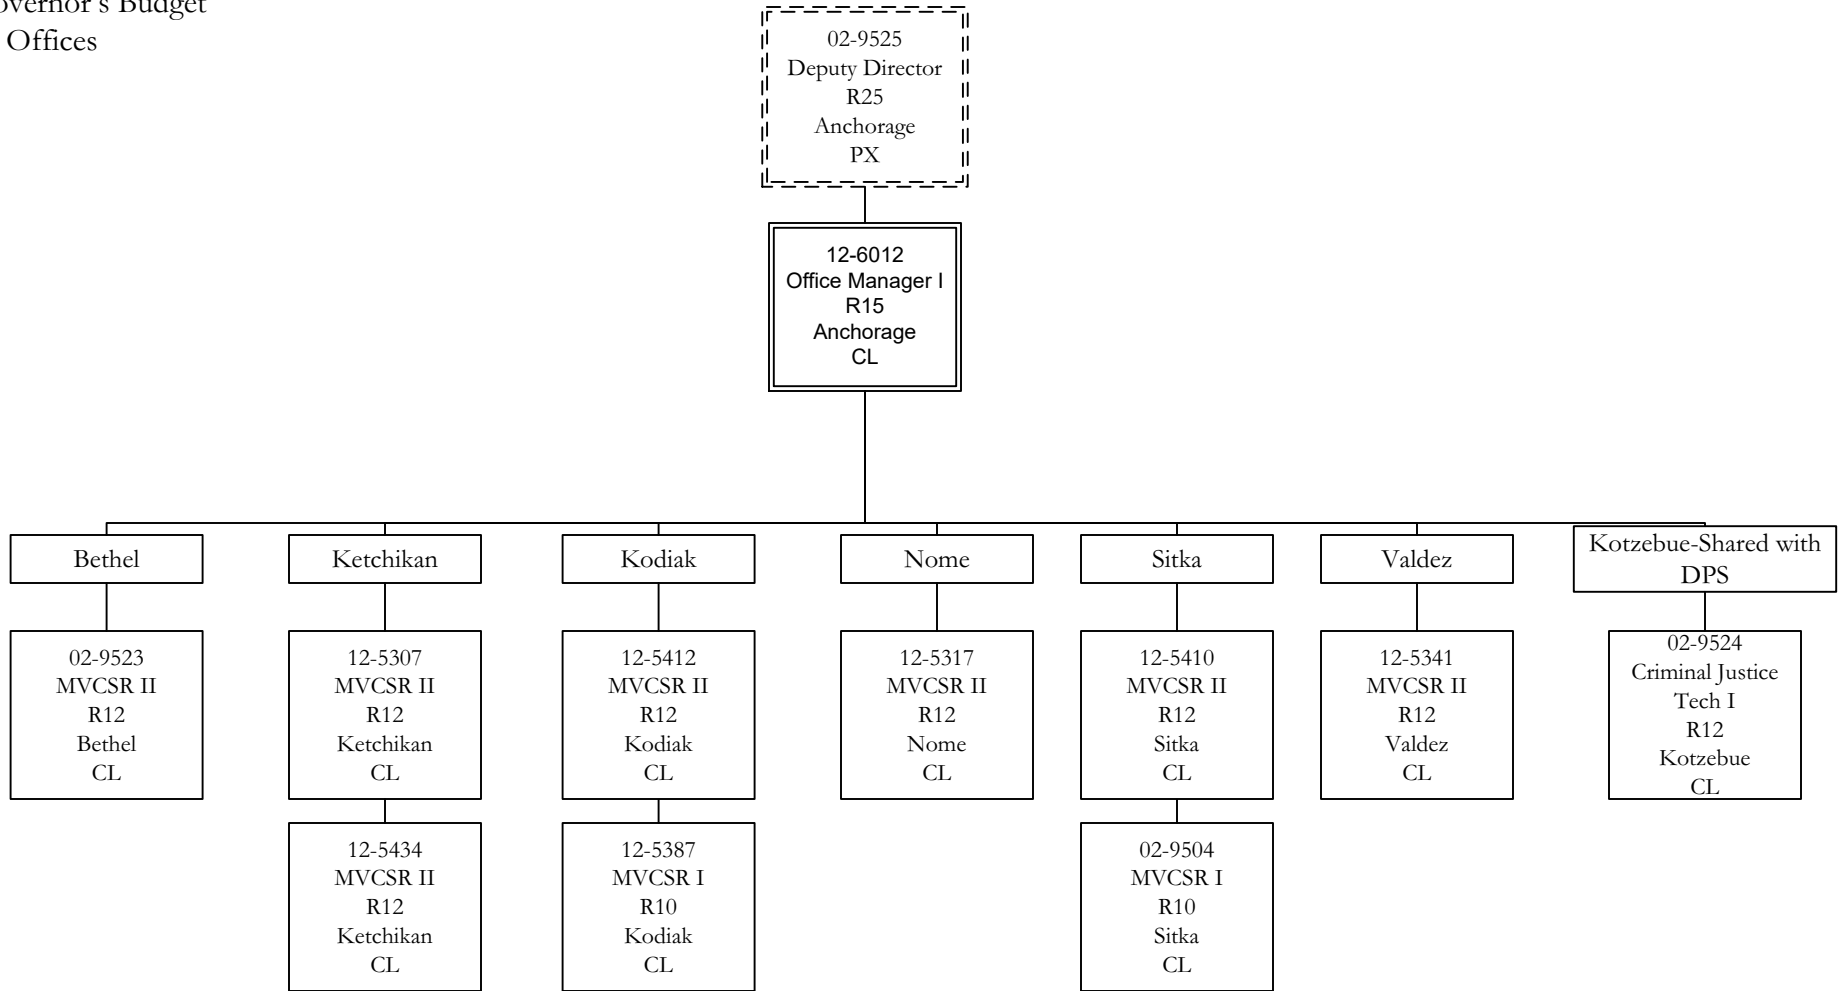 Budget
Offices
02-9525
Deputy Director
R25
Anchorage
PX
12-6012
Office Manager I
R15
Anchorage
CL
Bethel
Ketchikan
Kodiak
Nome
Sitka
Valdez
Kotzebue-Shared with
DPS
02-9523
MVCSR II
R12
Bethel
CL
12-5307
MVCSR II
R12
Ketchikan
CL
12-5412
MVCSR II
R12
Kodiak
CL
12-5317
MVCSR II
R12
Nome
CL
12-5410
MVCSR II
R12
Sitka
CL
12-5341
MVCSR II
R12
Valdez
CL
02-9524
Criminal Justice
Tech I
R12
Kotzebue
CL
12-5434
MVCSR II
R12
Ketchikan
CL
12-5387
MVCSR I
R10
Kodiak
CL
02-9504
MVCSR I
R10
Sitka
CL